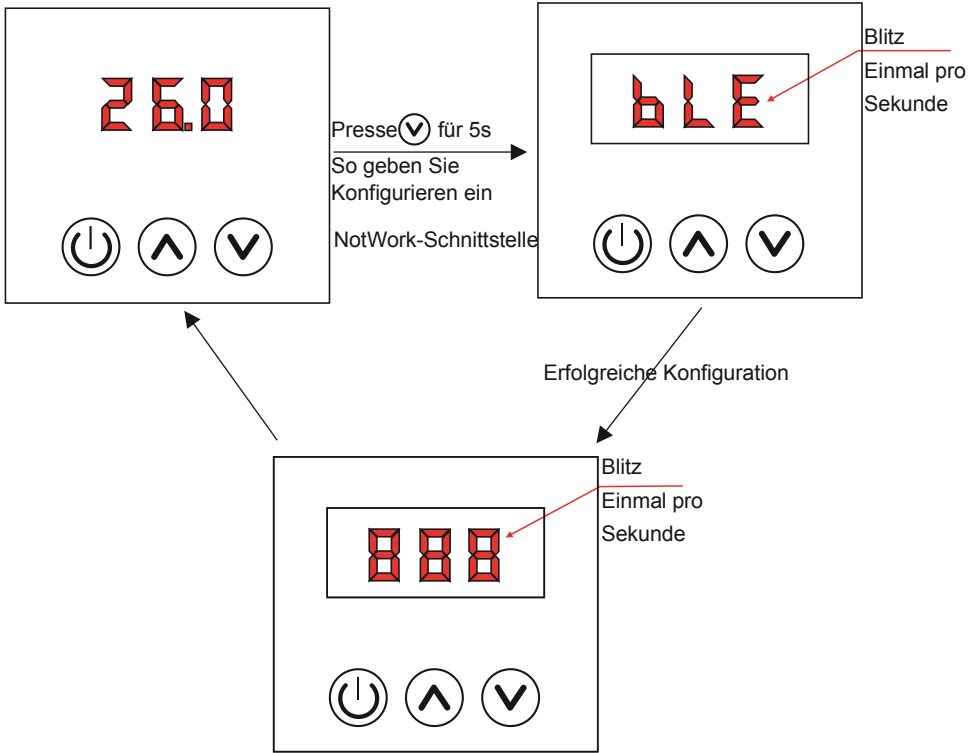 26.0
Presse für 5s
So geben Sie
Konfigurieren ein
NotWork-Schnittstelle
bLE
Blitz
Einmal pro
Sekunde
Erfolgreiche Konfiguration
888
Blitz
Einmal pro
Sekunde